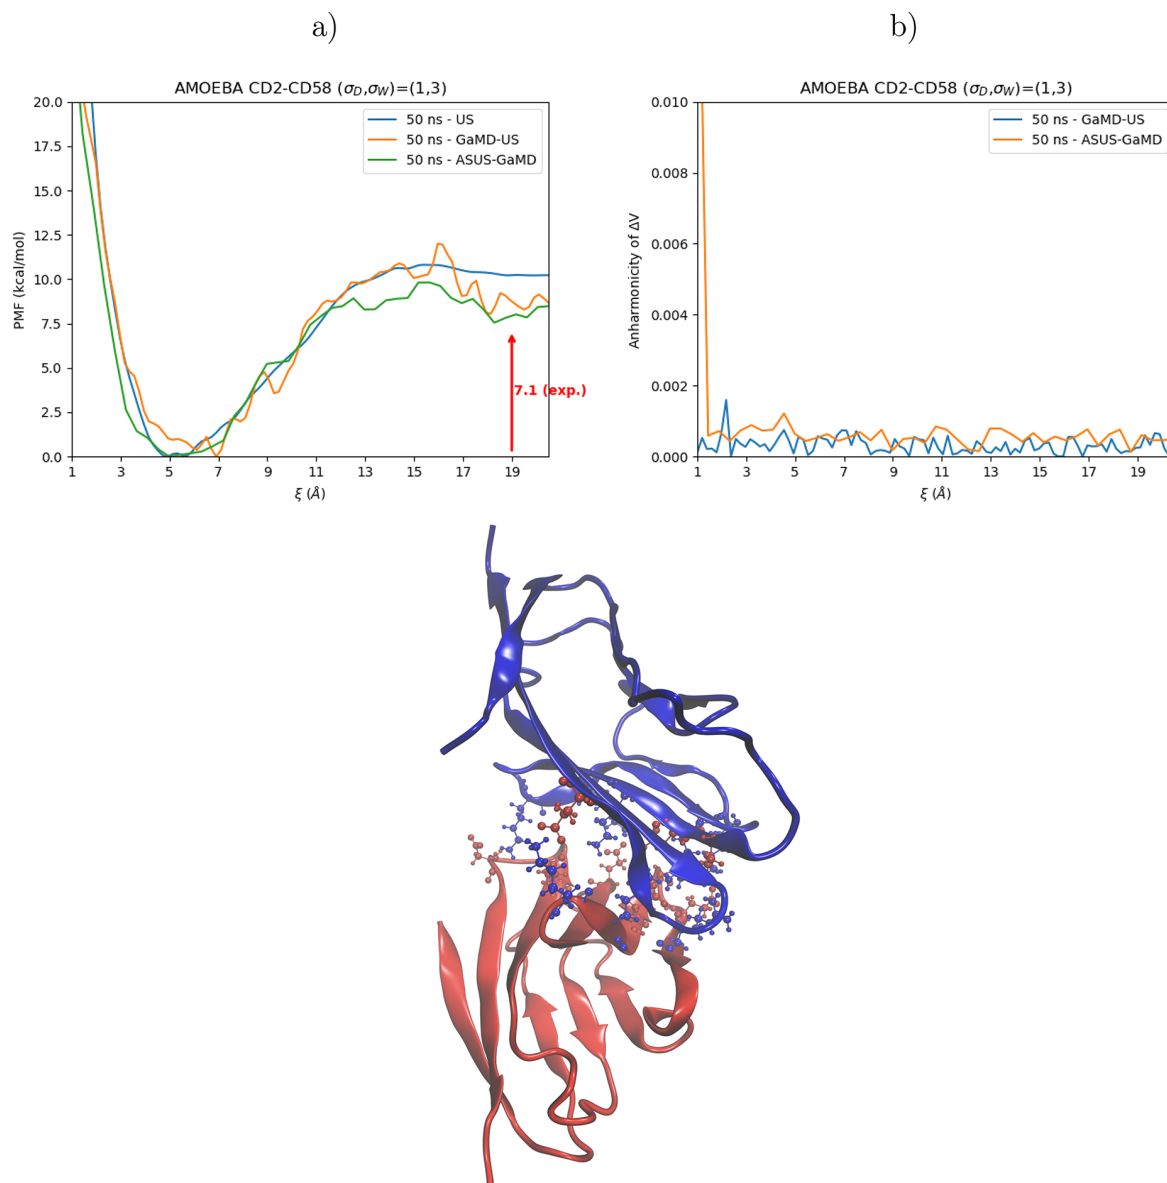 a)
b)
AMOEBA CD2-CD58 (σD,σW)=(1,3)
20.0
17.5
15.0
12.5
10.0
7.5
5.0
2.5
0.0
PMF (kcal/mol)
50 ns - US
50 ns - GaMD-US
50 ns - ASUS-GaMD
7.1 (exp.)
1 3 5 7 9 11 13 15 17 19
ξ (Å)
AMOEBA CD2-CD58 (σD,σW)=(1,3)
0.010
0.008
0.006
0.004
0.002
0.000
Anharmonicity of ΔV
50 ns - GaMD-US
50 ns - ASUS-GaMD
1 3 5 7 9 11 13 15 17 19
ξ (Å)